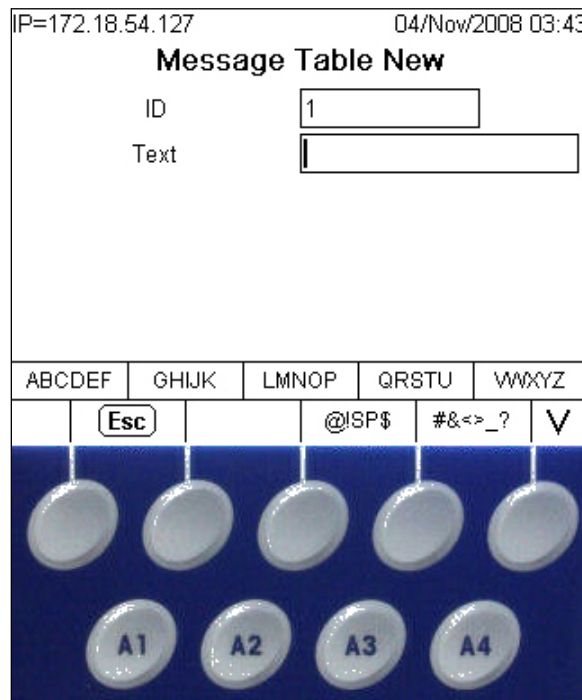 IP=172.18.54.127 04/Nov/2008 03:43
Message Table New
ID 1
Text
ABCDEF GHIJK LMNOP QRSTU VWXYZ
Esc @!SP$ #&<>_? V
A1 A2 A3 A4